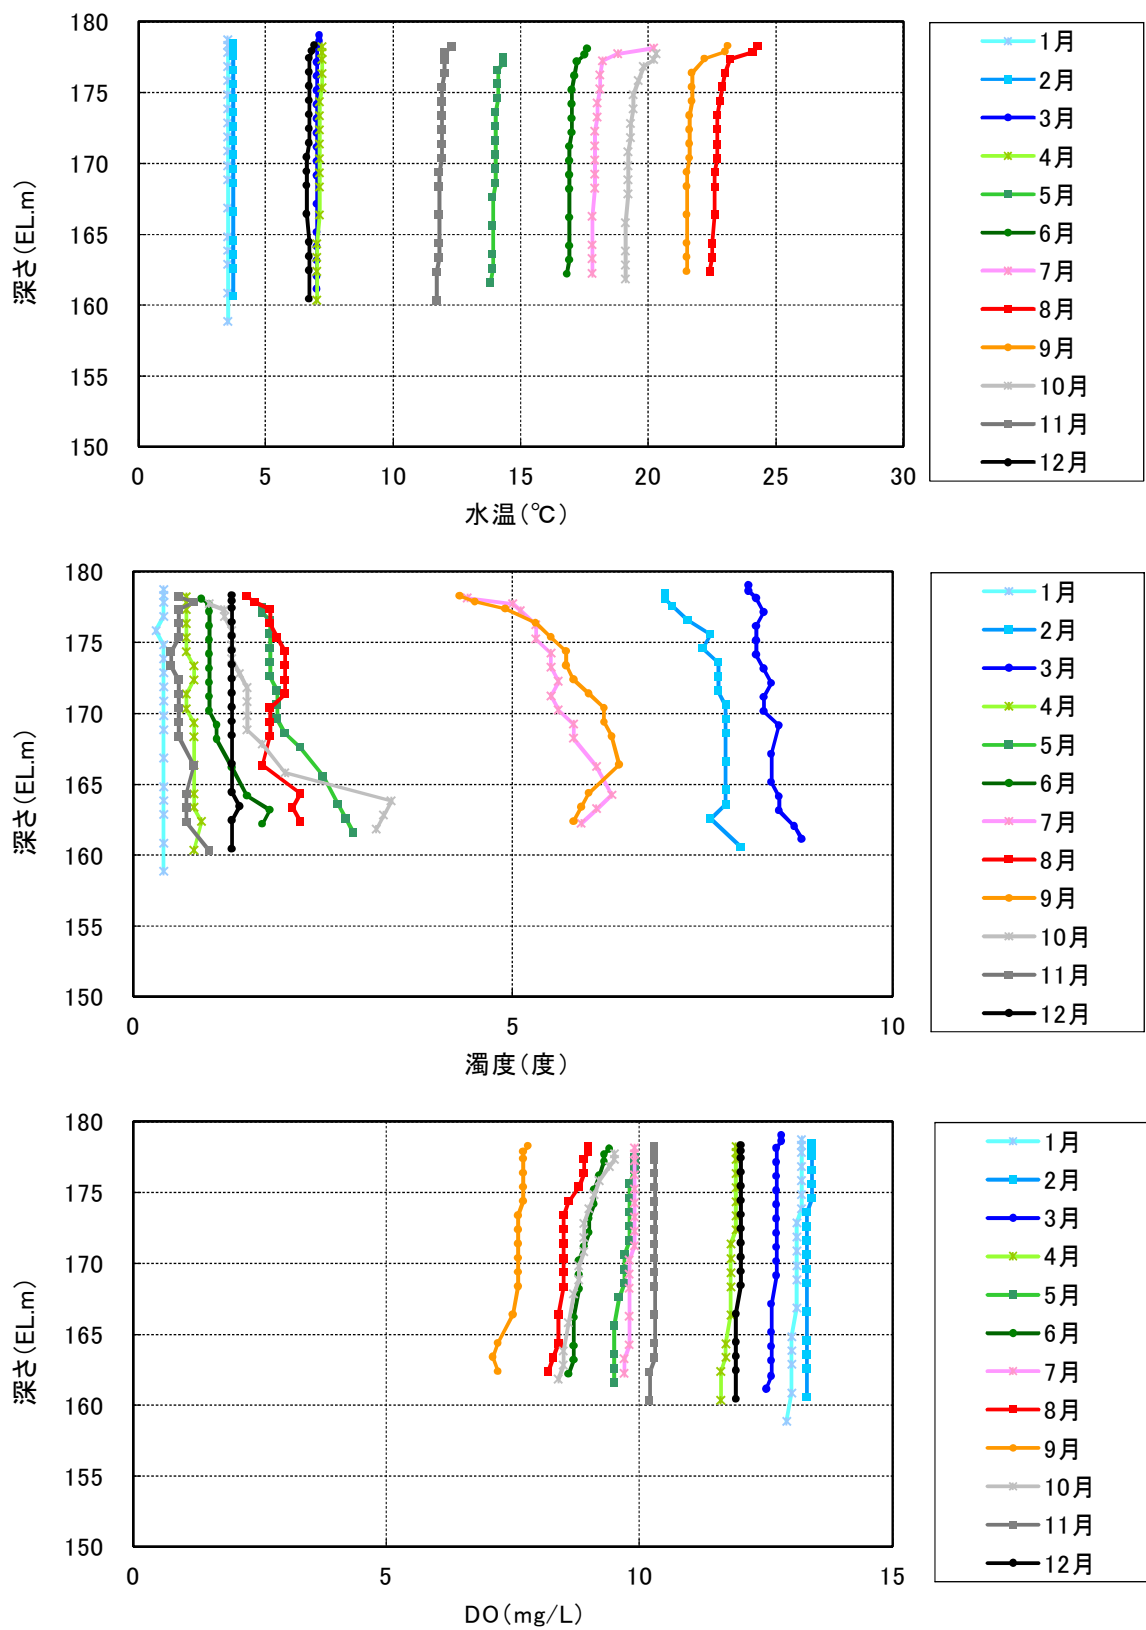 180
175
170
165
160
155
150
深さ(EL.m)
0
5
10
15
20
25
30
水温(℃)
1月
2月
3月
4月
5月
6月
7月
8月
9月
10月
11月
12月
180
175
170
165
160
155
150
深さ(EL.m)
0
5
10
濁度(度)
1月
2月
3月
4月
5月
6月
7月
8月
9月
10月
11月
12月
180
175
170
165
160
155
150
深さ(EL.m)
0
5
10
15
DO(mg/L)
1月
2月
3月
4月
5月
6月
7月
8月
9月
10月
11月
12月